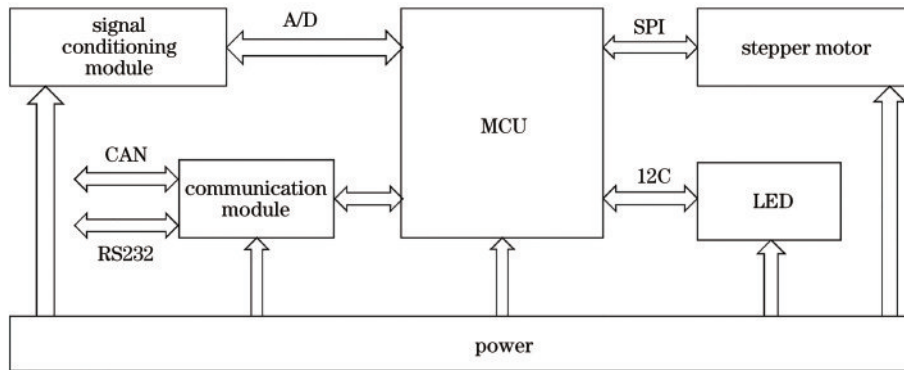 signal
conditioning
module
A/D
MCU
SPI
stepper motor
CAN
communication
module
RS232
12C
LED
power